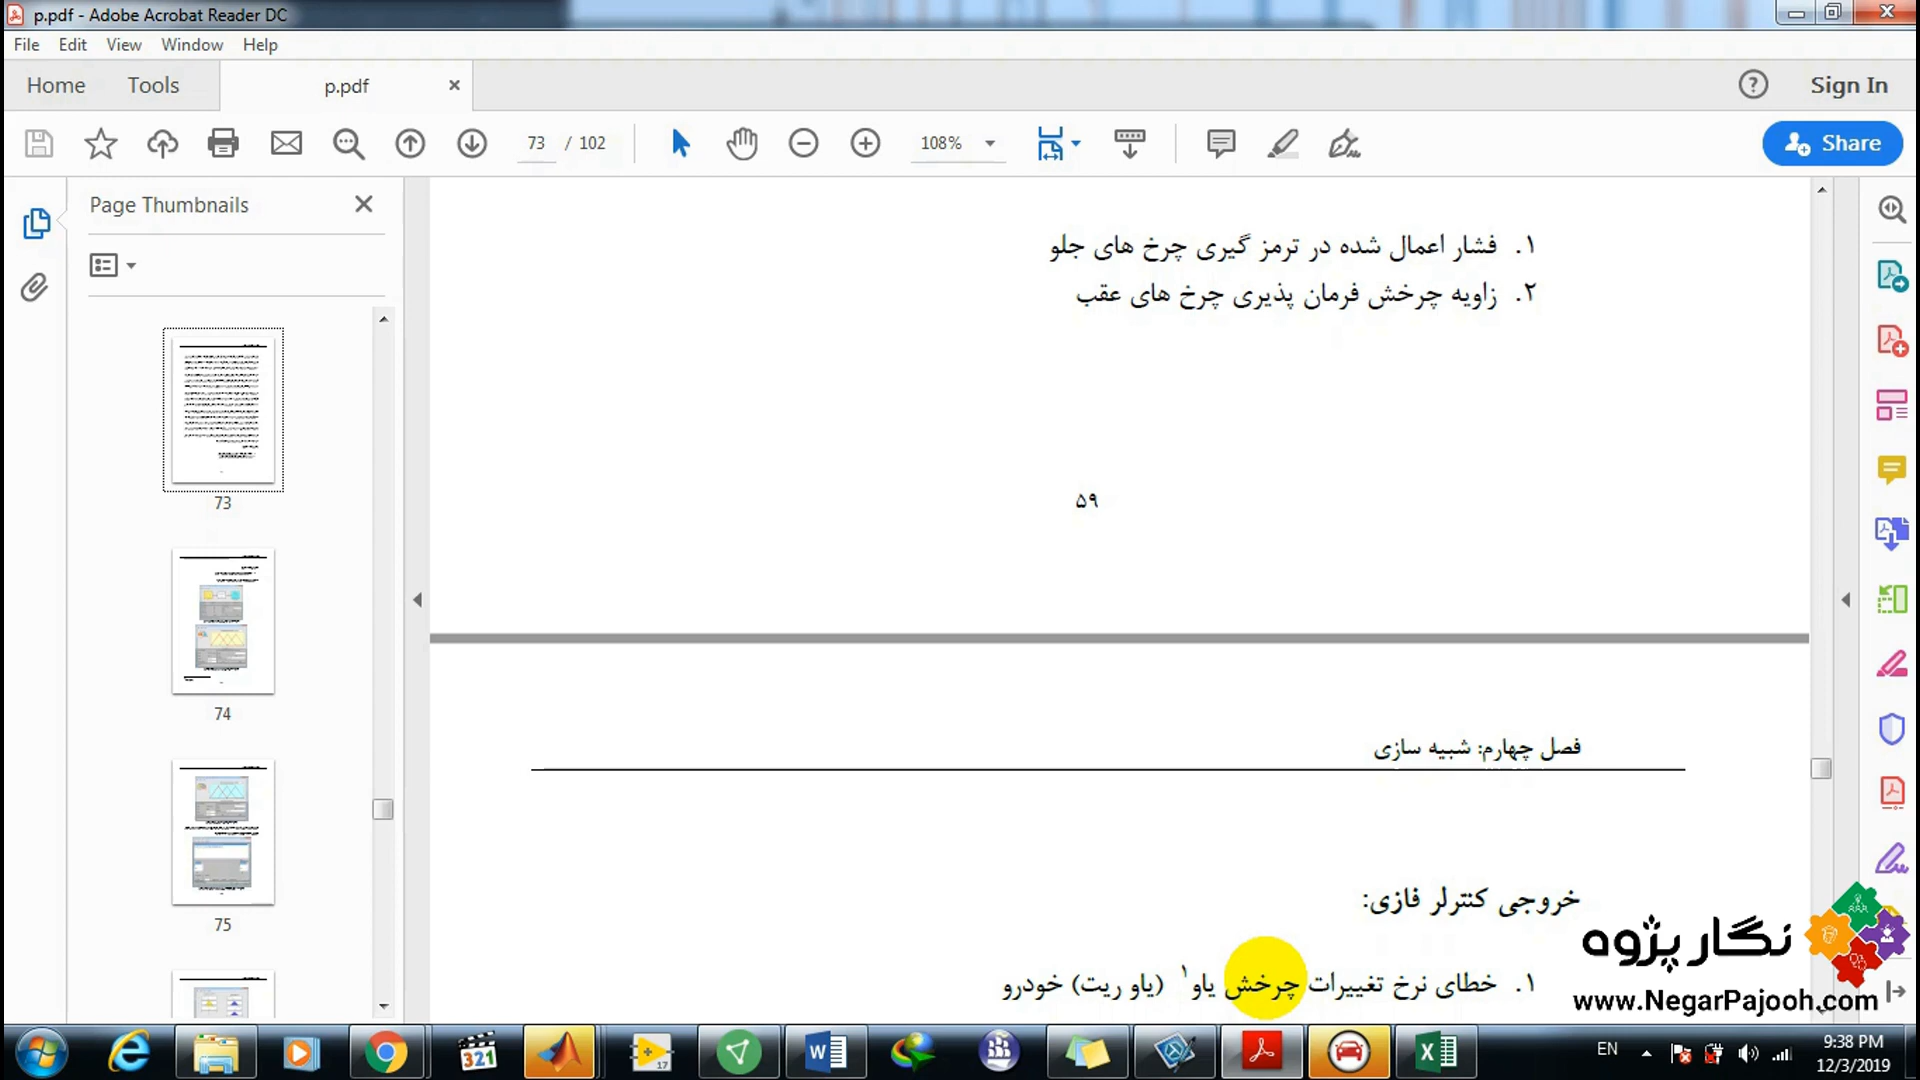 p.pdf - Adobe Acrobat Reader DC
File Edit View Window Help
Home Tools p.pdf Sign In
73 / 102 108% Share
Page Thumbnails
73
74
75
۱. فشار اعمال شده در ترمز گیری چرخ های جلو
۲. زاویه چرخش فرمان پذیری چرخ های عقب
۵۹
فصل چهارم: شبیه سازی
خروجی کنترلر فازی:
۱. خطای نرخ تغییرات چرخش یاو۱ (یاو ریت) خودرو
نگار پژوه
www.NegarPajooh.com
321
17
EN
9:38 PM
12/3/2019